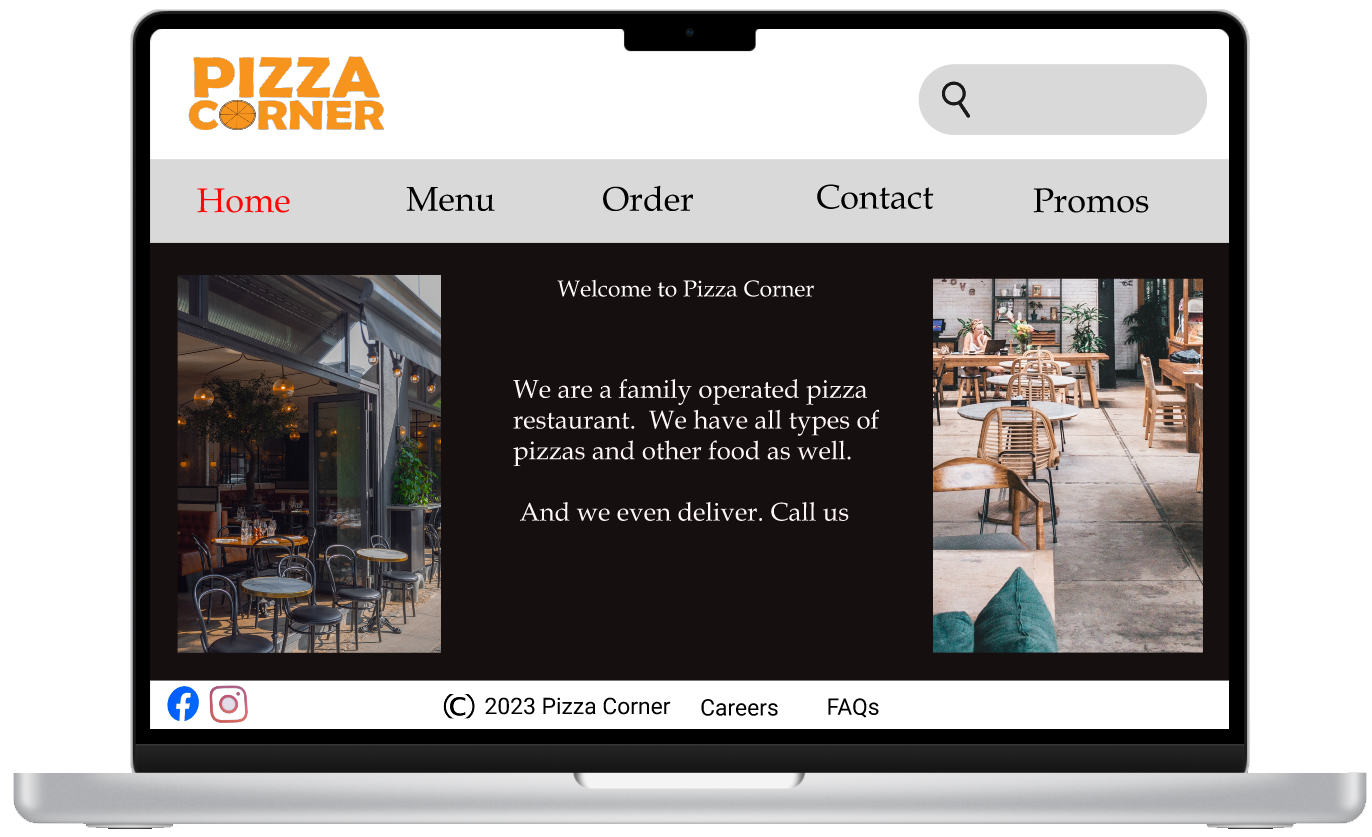 PIZZA
CORNER
Home Menu Order Contact Promos
Welcome to Pizza Corner
We are a family operated pizza
restaurant. We have all types of
pizzas and other food as well.
And we even deliver. Call us
© 2023 Pizza Corner Careers FAQs